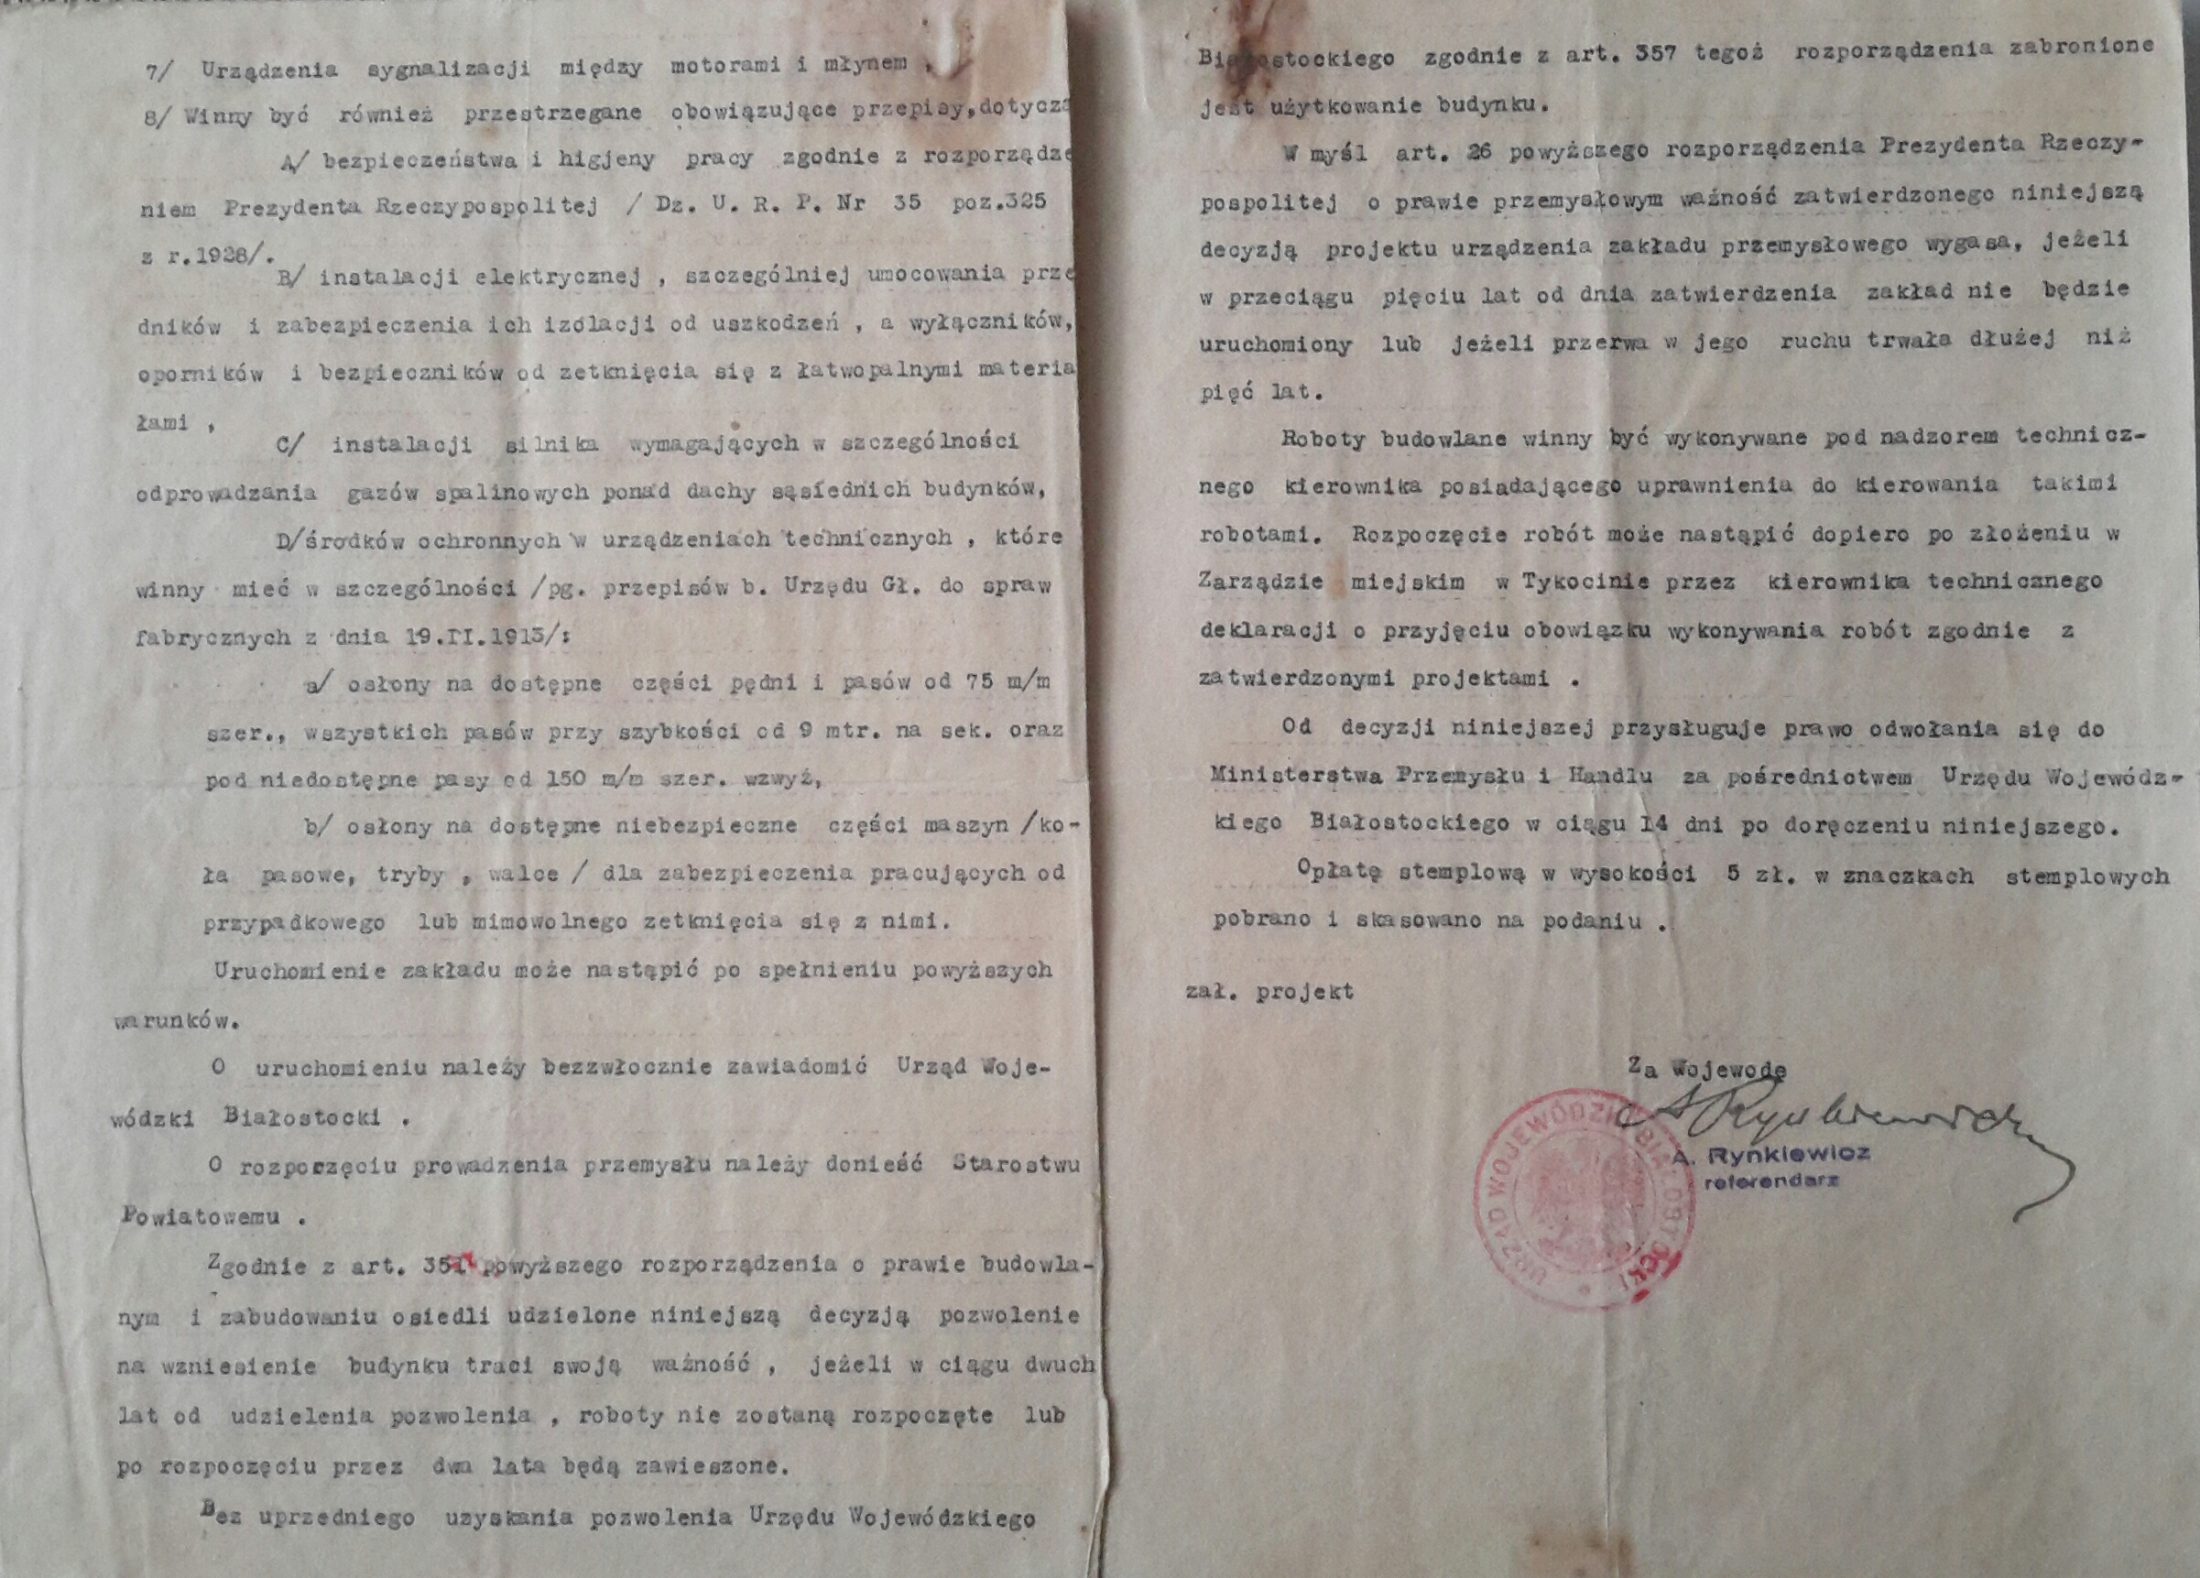 7/ Urządzenia sygnalizacji między motorami i młynem ,
8/ Winny być również przestrzegane obowiązujące przepisy,dotycza
A/ bezpieczeństwa i higjeny pracy zgodnie z rozporządze
niem Prezydenta Rzeczypospolitej / Dz. U. R. P. Nr 35 poz.325
z r.1928/.
B/ instalacji elektrycznej , szczególniej umocowania prze
dników i zabezpieczenia ich izolacji od uszkodzeń , a wyłączników,
oporników i bezpieczników od zetknięcia się z łatwopalnymi materia
łami ,
C/ instalacji silnika wymagających w szczególności
odprowadzania gazów spalinowych ponad dachy sąsiednich budynków,
D/środków ochronnych w urządzeniach technicznych , które
winny mieć w szczególności /pg. przepisów b. Urzędu Gł. do spraw
fabrycznych z dnia 19.II.1913/:
a/ osłony na dostępne części pędni i pasów od 75 m/m
szer., wszystkich pasów przy szybkości od 9 mtr. na sek. oraz
pod niedostępne pasy od 150 m/m szer. wzwyż,
b/ osłony na dostępne niebezpieczne części maszyn /ko-
ła pasowe, tryby , walce / dla zabezpieczenia pracujących od
przypadkowego lub mimowolnego zetknięcia się z nimi.
Uruchomienie zakładu może nastąpić po spełnieniu powyższych
warunków.
O uruchomieniu należy bezzwłocznie zawiadomić Urząd Woje-
wódzki Białostocki .
O rozporzęciu prowadzenia przemysłu należy donieść Starostwu
Powiatowemu .
Zgodnie z art. 351 powyższego rozporządzenia o prawie budowla-
nym i zabudowaniu osiedli udzielone niniejszą decyzją pozwolenie
na wzniesienie budynku traci swoją ważność , jeżeli w ciągu dwuch
lat od udzielenia pozwolenia , roboty nie zostaną rozpoczęte lub
po rozpoczęciu przez dwa lata będą zawieszone.
Bez uprzedniego uzyskania pozwolenia Urzędu Wojewódzkiego
Białostockiego zgodnie z art. 357 tegoż rozporządzenia zabronione
jest użytkowanie budynku.
W myśl art. 26 powyższego rozporządzenia Prezydenta Rzeczy-
pospolitej o prawie przemysłowym ważność zatwierdzonego niniejszą
decyzją projektu urządzenia zakładu przemysłowego wygasa, jeżeli
w przeciągu pięciu lat od dnia zatwierdzenia zakład nie będzie
uruchomiony lub jeżeli przerwa w jego ruchu trwała dłużej niż
pięć lat.
Roboty budowlane winny być wykonywane pod nadzorem technicz-
nego kierownika posiadającego uprawnienia do kierowania takimi
robotami. Rozpoczęcie robót może nastąpić dopiero po złożeniu w
Zarządzie miejskim w Tykocinie przez kierownika technicznego
deklaracji o przyjęciu obowiązku wykonywania robót zgodnie z
zatwierdzonymi projektami .
Od decyzji niniejszej przysługuje prawo odwołania się do
Ministerstwa Przemysłu i Handlu za pośrednictwem Urzędu Wojewódz-
kiego Białostockiego w ciągu 14 dni po doręczeniu niniejszego.
Opłatę stemplową w wysokości 5 zł. w znaczkach stemplowych
pobrano i skasowano na podaniu .
zał. projekt
Za Wojewodę
A Rynkiewicz
A. Rynkiewicz
referendarz
URZĄD WOJEWÓDZKI BIAŁOSTOCKI